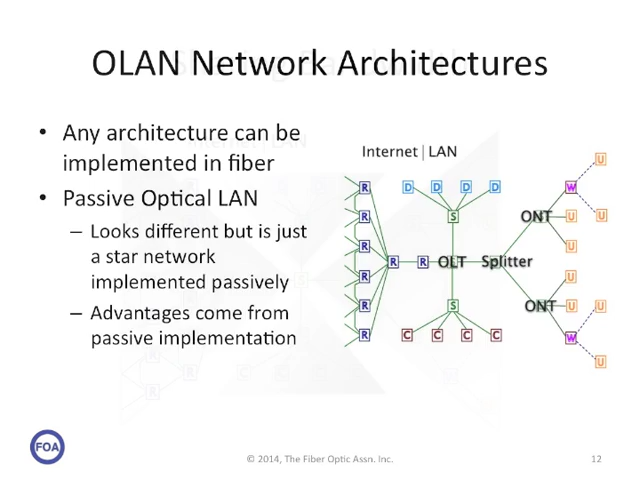 OLAN Network Architectures
• Any architecture can be
implemented in fiber
• Passive Optical LAN
– Looks different but is just
a star network
implemented passively
– Advantages come from
passive implementation
Internet | LAN
U
R D D D D W
R S ONT U U
R U
R R R OLT Splitter
R U
R S ONT U U
R C C C C W
U
FOA
© 2014, The Fiber Optic Assn. Inc.
12